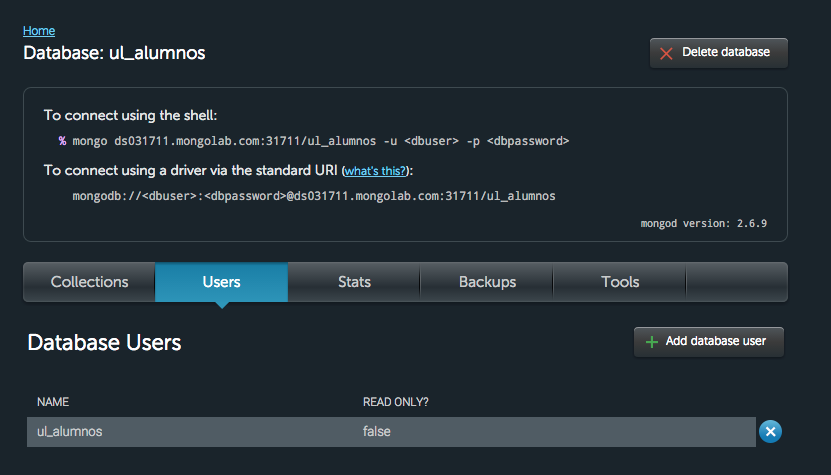 Home
Database: ul_alumnos
Delete database
To connect using the shell:
% mongo ds031711.mongolab.com:31711/ul_alumnos -u <dbuser> -p <dbpassword>
To connect using a driver via the standard URI (what's this?):
mongodb://<dbuser>:<dbpassword>@ds031711.mongolab.com:31711/ul_alumnos
mongod version: 2.6.9
Collections Users Stats Backups Tools
Database Users
Add database user
NAME READ ONLY?
ul_alumnos false